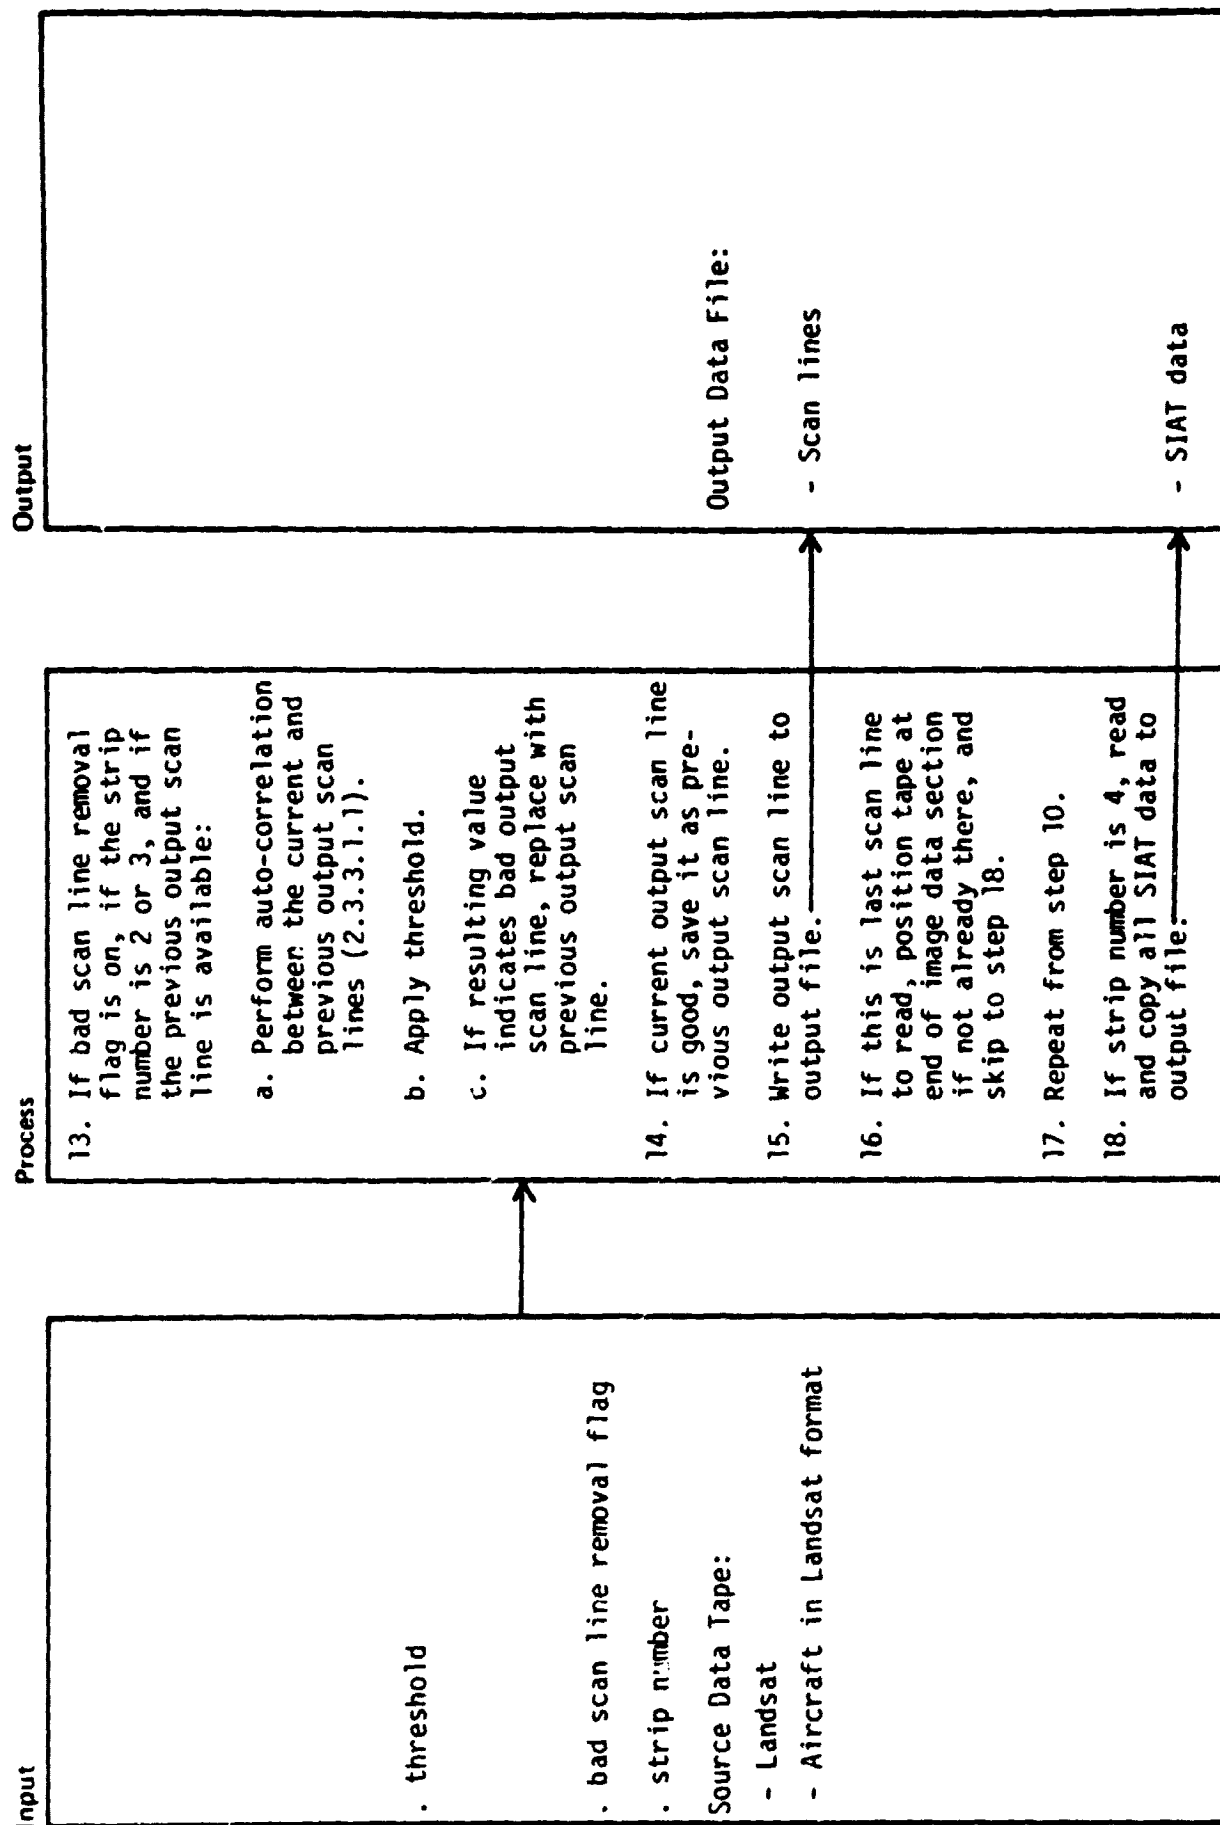 Input
. threshold
. bad scan line removal flag
. strip number
Source Data Tape:
- Landsat
- Aircraft in Landsat format
Process
13. If bad scan line removal
flag is on, if the strip
number is 2 or 3, and if
the previous output scan
line is available:
a. Perform auto-correlation
between the current and
previous output scan
lines (2.3.3.1.1).
b. Apply threshold.
c. If resulting value
indicates bad output
scan line, replace with
previous output scan
line.
14. If current output scan line
is good, save it as pre-
vious output scan line.
15. Write output scan line to
output file.
16. If this is last scan line
to read, position tape at
end of image data section
if not already there, and
skip to step 18.
17. Repeat from step 10.
18. If strip number is 4, read
and copy all SIAT data to
output file.
Output
Output Data File:
- Scan lines
- SIAT data